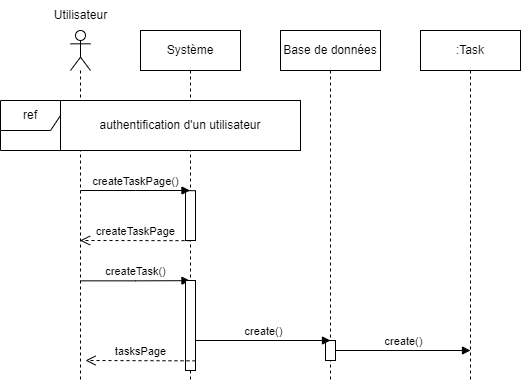 Utilisateur
Système
Base de données
:Task
ref
authentification d'un utilisateur
createTaskPage()
createTaskPage
createTask()
create()
create()
tasksPage